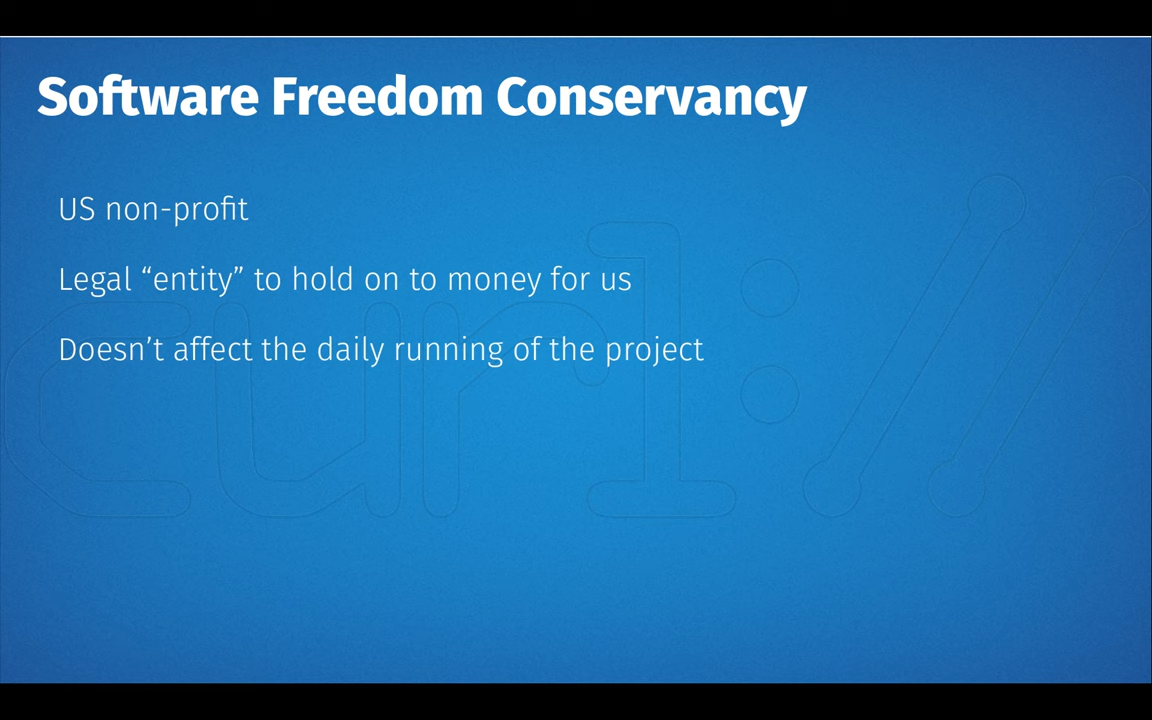 Software Freedom Conservancy
US non-profit
Legal “entity” to hold on to money for us
Doesn’t affect the daily running of the project
curl://